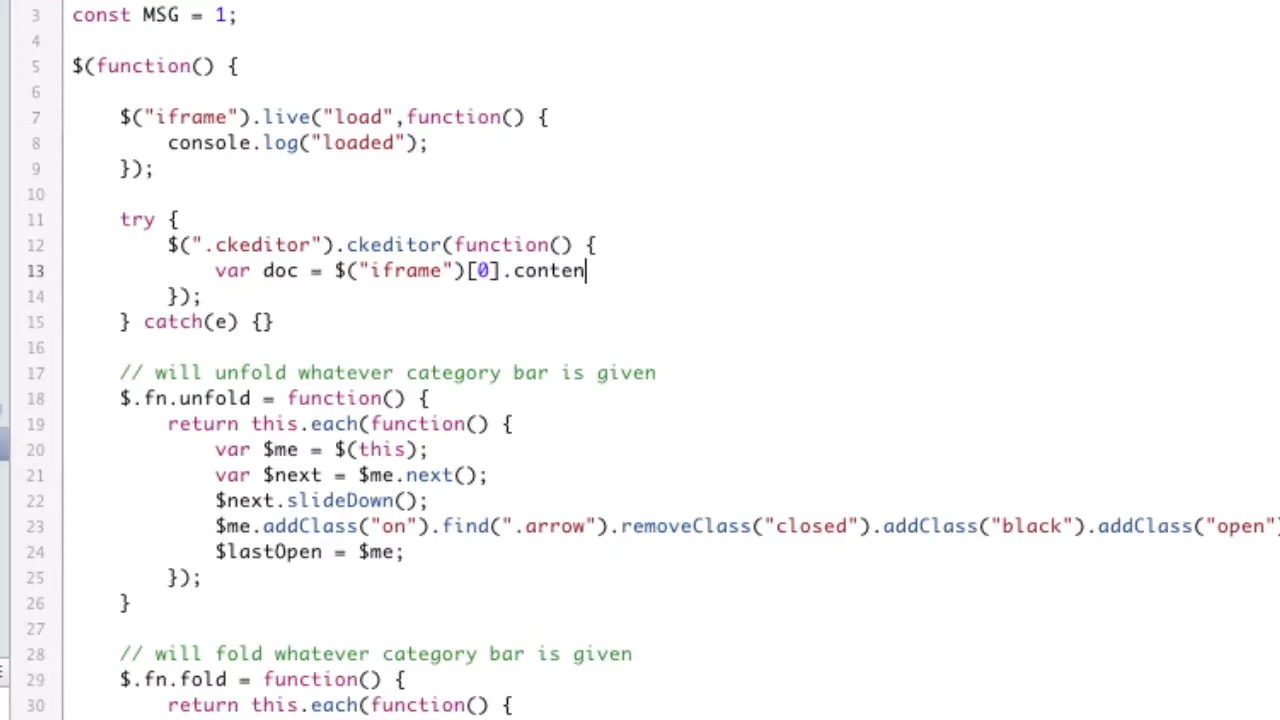 3 const MSG = 1;
4
5 $(function() {
6
7 $("iframe").live("load",function() {
8 console.log("loaded");
9 });
10
11 try {
12 $(".ckeditor").ckeditor(function() {
13 var doc = $("iframe")[0].conten
14 });
15 } catch(e) {}
16
17 // will unfold whatever category bar is given
18 $.fn.unfold = function() {
19 return this.each(function() {
20 var $me = $(this);
21 var $next = $me.next();
22 $next.slideDown();
23 $me.addClass("on").find(".arrow").removeClass("closed").addClass("black").addClass("open")
24 $lastOpen = $me;
25 });
26 }
27
28 // will fold whatever category bar is given
29 $.fn.fold = function() {
30 return this.each(function() {